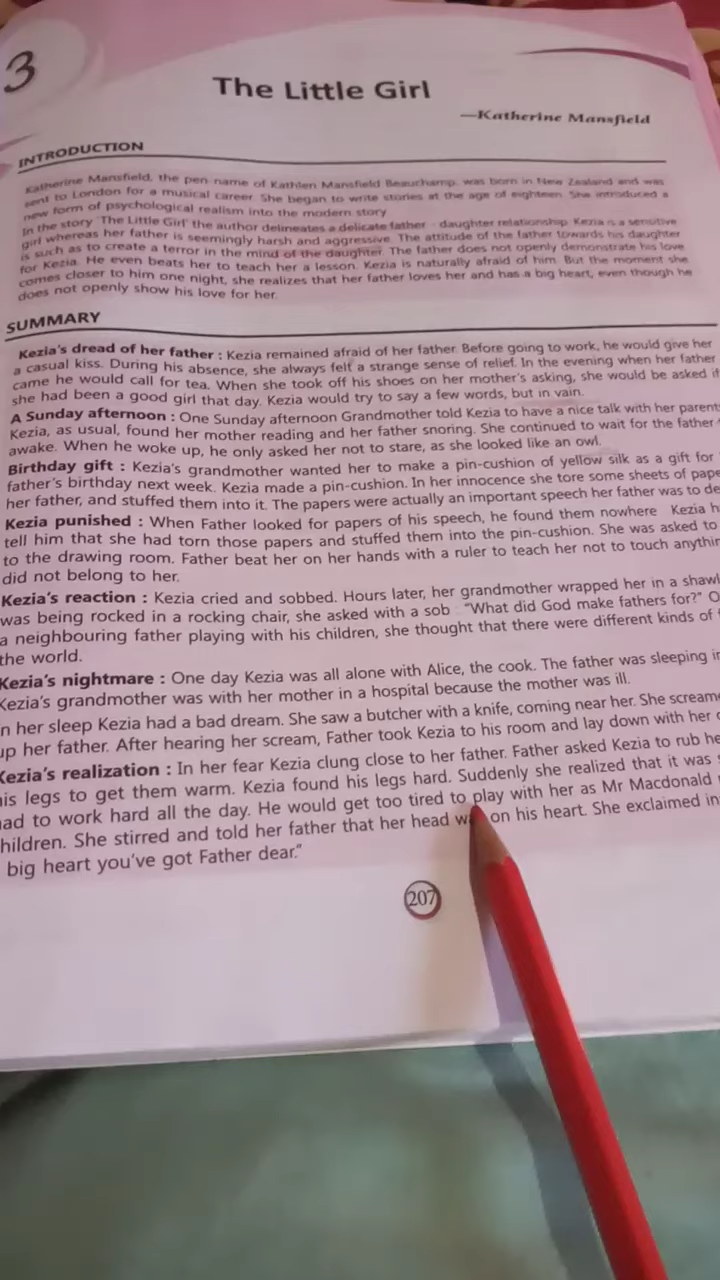 3
The Little Girl
—Katherine Mansfield
INTRODUCTION
Katherine Mansfield, the pen-name of Kathlen Mansfield Beauchamp, was born in New Zealand and was
sent to London for a musical career. She began to write stories at the age of eighteen. She introduced a
new form of psychological realism into the modern story
In the story 'The Little Girl' the author delineates a delicate father - daughter relationship. Kezia is a sensitive
girl whereas her father is seemingly harsh and aggressive. The attitude of the father towards his daughter
is such as to create a terror in the mind of the daughter. The father does not openly demonstrate his love
for Kezia. He even beats her to teach her a lesson. Kezia is naturally afraid of him. But the moment she
comes closer to him one night, she realizes that her father loves her and has a big heart, even though he
does not openly show his love for her.
SUMMARY
Kezia's dread of her father : Kezia remained afraid of her father. Before going to work, he would give her
a casual kiss. During his absence, she always felt a strange sense of relief. In the evening when her father
came he would call for tea. When she took off his shoes on her mother's asking, she would be asked if
she had been a good girl that day. Kezia would try to say a few words, but in vain.
A Sunday afternoon : One Sunday afternoon Grandmother told Kezia to have a nice talk with her parent
Kezia, as usual, found her mother reading and her father snoring. She continued to wait for the father
awake. When he woke up, he only asked her not to stare, as she looked like an owl.
Birthday gift : Kezia's grandmother wanted her to make a pin-cushion of yellow silk as a gift for
father's birthday next week. Kezia made a pin-cushion. In her innocence she tore some sheets of pape
her father, and stuffed them into it. The papers were actually an important speech her father was to de
Kezia punished : When Father looked for papers of his speech, he found them nowhere Kezia h
tell him that she had torn those papers and stuffed them into the pin-cushion. She was asked to
to the drawing room. Father beat her on her hands with a ruler to teach her not to touch anythin
did not belong to her.
Kezia's reaction : Kezia cried and sobbed. Hours later, her grandmother wrapped her in a shawl
was being rocked in a rocking chair, she asked with a sob "What did God make fathers for?" O
a neighbouring father playing with his children, she thought that there were different kinds of
the world.
Kezia's nightmare : One day Kezia was all alone with Alice, the cook. The father was sleeping i
Kezia's grandmother was with her mother in a hospital because the mother was ill.
n her sleep Kezia had a bad dream. She saw a butcher with a knife, coming near her. She screame
up her father. After hearing her scream, Father took Kezia to his room and lay down with her
Kezia's realization : In her fear Kezia clung close to her father. Father asked Kezia to rub he
is legs to get them warm. Kezia found his legs hard. Suddenly she realized that it was
ad to work hard all the day. He would get too tired to play with her as Mr Macdonald
hildren. She stirred and told her father that her head on his heart. She exclaimed in
big heart you've got Father dear."
207